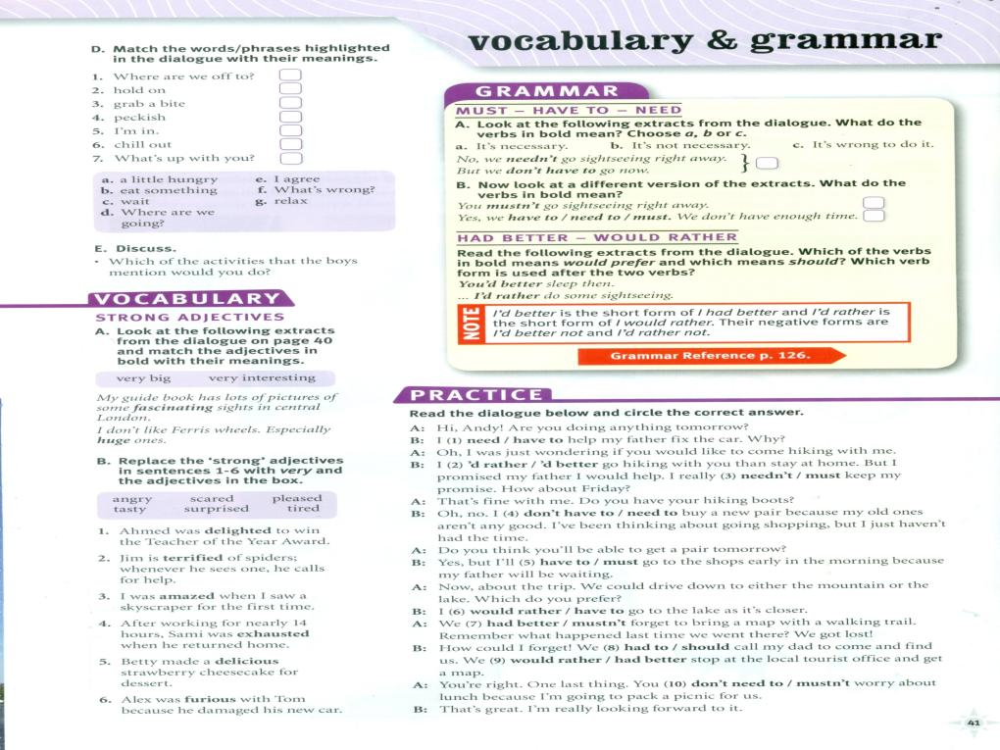 vocabulary & grammar
D. Match the words/phrases highlighted
in the dialogue with their meanings.
1. Where are we off to?
2. hold on
3. grab a bite
4. peckish
5. I'm in.
6. chill out
7. What's up with you?
a. a little hungry
b. eat something
c. wait
d. Where are we
going?
e. I agree
f. What's wrong?
g. relax
E. Discuss.
• Which of the activities that the boys
mention would you do?
VOCABULARY
STRONG ADJECTIVES
A. Look at the following extracts
from the dialogue on page 40
and match the adjectives in
bold with their meanings.
very big very interesting
My guide book has lots of pictures of
some fascinating sights in central
London.
I don't like Ferris wheels. Especially
huge ones.
B. Replace the 'strong' adjectives
in sentences 1-6 with very and
the adjectives in the box.
angry scared pleased
tasty surprised tired
1. Ahmed was delighted to win
the Teacher of the Year Award.
2. Jim is terrified of spiders;
whenever he sees one, he calls
for help.
3. I was amazed when I saw a
skyscraper for the first time.
4. After working for nearly 14
hours, Sami was exhausted
when he returned home.
5. Betty made a delicious
strawberry cheesecake for
dessert.
6. Alex was furious with Tom
because he damaged his new car.
GRAMMAR
MUST – HAVE TO – NEED
A. Look at the following extracts from the dialogue. What do the
verbs in bold mean? Choose a, b or c.
a. It's necessary. b. It's not necessary. c. It's wrong to do it.
No, we needn't go sightseeing right away.
But we don't have to go now.
B. Now look at a different version of the extracts. What do the
verbs in bold mean?
You mustn't go sightseeing right away.
Yes, we have to / need to / must. We don't have enough time.
HAD BETTER – WOULD RATHER
Read the following extracts from the dialogue. Which of the verbs
in bold means would prefer and which means should? Which verb
form is used after the two verbs?
You'd better sleep then.
... I'd rather do some sightseeing.
NOTE
I'd better is the short form of I had better and I'd rather is
the short form of I would rather. Their negative forms are
I'd better not and I'd rather not.
Grammar Reference p. 126.
PRACTICE
Read the dialogue below and circle the correct answer.
A: Hi, Andy! Are you doing anything tomorrow?
B: I (1) need / have to help my father fix the car. Why?
A: Oh, I was just wondering if you would like to come hiking with me.
B: I (2) 'd rather / 'd better go hiking with you than stay at home. But I
promised my father I would help. I really (3) needn't / must keep my
promise. How about Friday?
A: That's fine with me. Do you have your hiking boots?
B: Oh, no. I (4) don't have to / need to buy a new pair because my old ones
aren't any good. I've been thinking about going shopping, but I just haven't
had the time.
A: Do you think you'll be able to get a pair tomorrow?
B: Yes, but I'll (5) have to / must go to the shops early in the morning because
my father will be waiting.
A: Now, about the trip. We could drive down to either the mountain or the
lake. Which do you prefer?
B: I (6) would rather / have to go to the lake as it's closer.
A: We (7) had better / mustn't forget to bring a map with a walking trail.
Remember what happened last time we went there? We got lost!
B: How could I forget! We (8) had to / should call my dad to come and find
us. We (9) would rather / had better stop at the local tourist office and get
a map.
A: You're right. One last thing. You (10) don't need to / mustn't worry about
lunch because I'm going to pack a picnic for us.
B: That's great. I'm really looking forward to it.
41